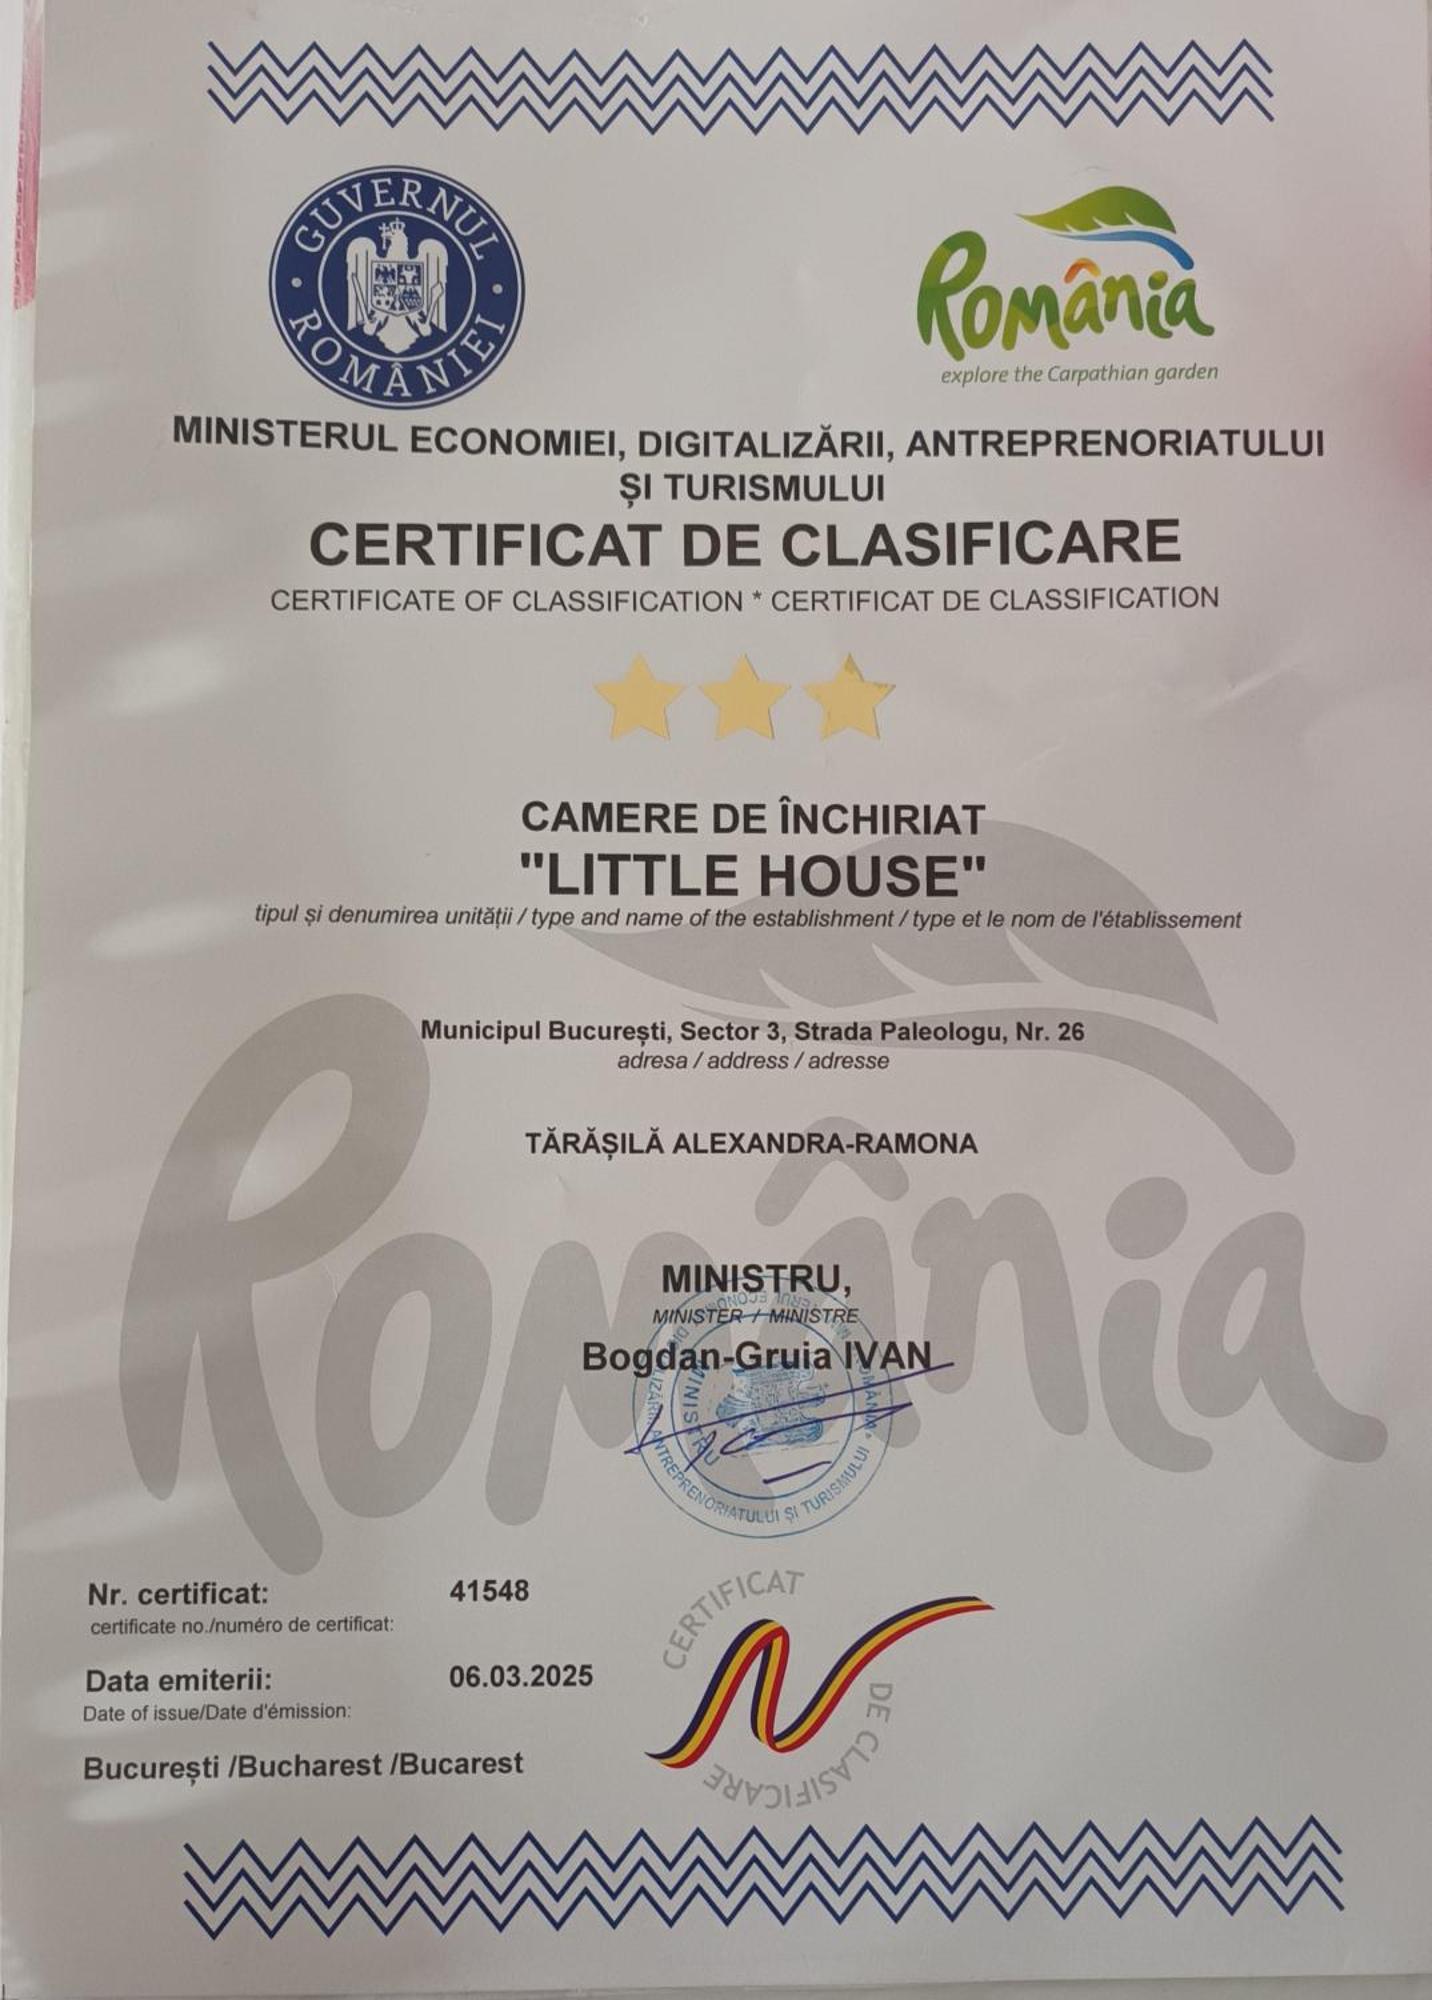 GUVERNUL ROMÂNIEI
România
explore the Carpathian garden
MINISTERUL ECONOMIEI, DIGITALIZĂRII, ANTREPRENORIATULUI
ȘI TURISMULUI
CERTIFICAT DE CLASIFICARE
CERTIFICATE OF CLASSIFICATION * CERTIFICAT DE CLASSIFICATION
CAMERE DE ÎNCHIRIAT
"LITTLE HOUSE"
tipul și denumirea unității / type and name of the establishment / type et le nom de l'établissement
Municipul București, Sector 3, Strada Paleologu, Nr. 26
adresa / address / adresse
TĂRĂȘILĂ ALEXANDRA-RAMONA
România
MINISTRU,
MINISTER / MINISTRE
Bogdan-Gruia IVAN
MINISTRU
ANTREPRENORIATULUI ȘI TURISMULUI
Nr. certificat: 41548
certificate no./numéro de certificat:
Data emiterii: 06.03.2025
Date of issue/Date d'émission:
București /Bucharest /Bucarest
CERTIFICAT DE CLASIFICARE